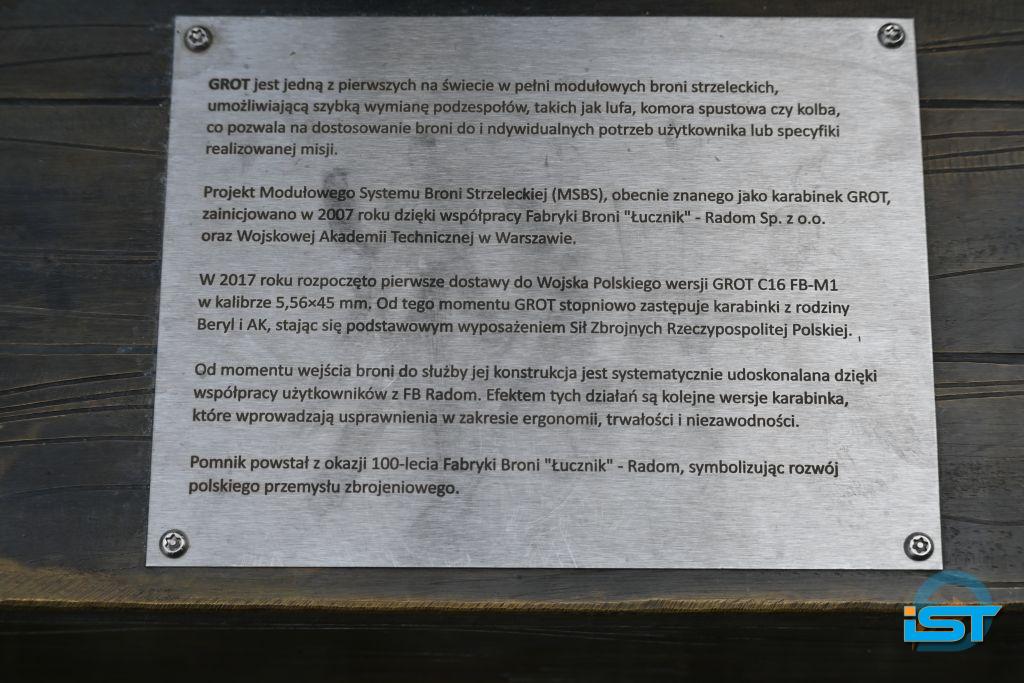 GROT jest jedną z pierwszych na świecie w pełni modułowych broni strzeleckich,
umożliwiającą szybką wymianę podzespołów, takich jak lufa, komora spustowa czy kolba,
co pozwala na dostosowanie broni do i ndywidualnych potrzeb użytkownika lub specyfiki
realizowanej misji.
Projekt Modułowego Systemu Broni Strzeleckiej (MSBS), obecnie znanego jako karabinek GROT,
zainicjowano w 2007 roku dzięki współpracy Fabryki Broni "Łucznik" - Radom Sp. z o.o.
oraz Wojskowej Akademii Technicznej w Warszawie.
W 2017 roku rozpoczęto pierwsze dostawy do Wojska Polskiego wersji GROT C16 FB-M1
w kalibrze 5,56×45 mm. Od tego momentu GROT stopniowo zastępuje karabinki z rodziny
Beryl i AK, stając się podstawowym wyposażeniem Sił Zbrojnych Rzeczypospolitej Polskiej.
Od momentu wejścia broni do służby jej konstrukcja jest systematycznie udoskonalana dzięki
współpracy użytkowników z FB Radom. Efektem tych działań są kolejne wersje karabinka,
które wprowadzają usprawnienia w zakresie ergonomii, trwałości i niezawodności.
Pomnik powstał z okazji 100-lecia Fabryki Broni "Łucznik" - Radom, symbolizując rozwój
polskiego przemysłu zbrojeniowego.
iST